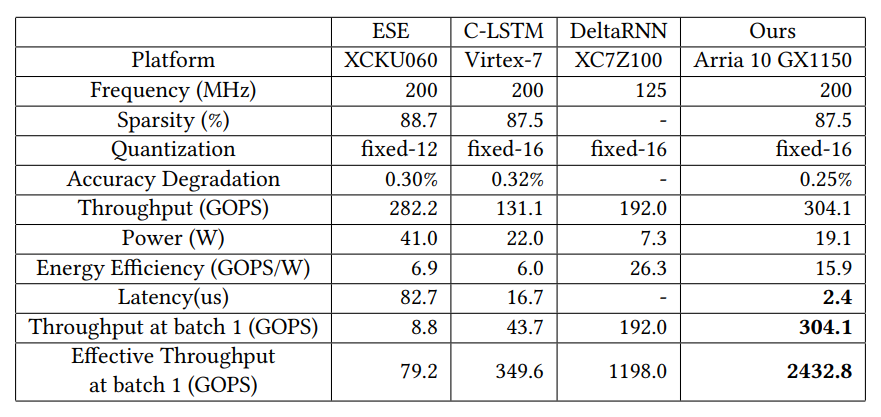 ESE C-LSTM DeltaRNN Ours
Platform XCKU060 Virtex-7 XC7Z100 Arria 10 GX1150
Frequency (MHz) 200 200 125 200
Sparsity (%) 88.7 87.5 - 87.5
Quantization fixed-12 fixed-16 fixed-16 fixed-16
Accuracy Degradation 0.30% 0.32% - 0.25%
Throughput (GOPS) 282.2 131.1 192.0 304.1
Power (W) 41.0 22.0 7.3 19.1
Energy Efficiency (GOPS/W) 6.9 6.0 26.3 15.9
Latency(us) 82.7 16.7 - 2.4
Throughput at batch 1 (GOPS) 8.8 43.7 192.0 304.1
Effective Throughput
at batch 1 (GOPS) 79.2 349.6 1198.0 2432.8